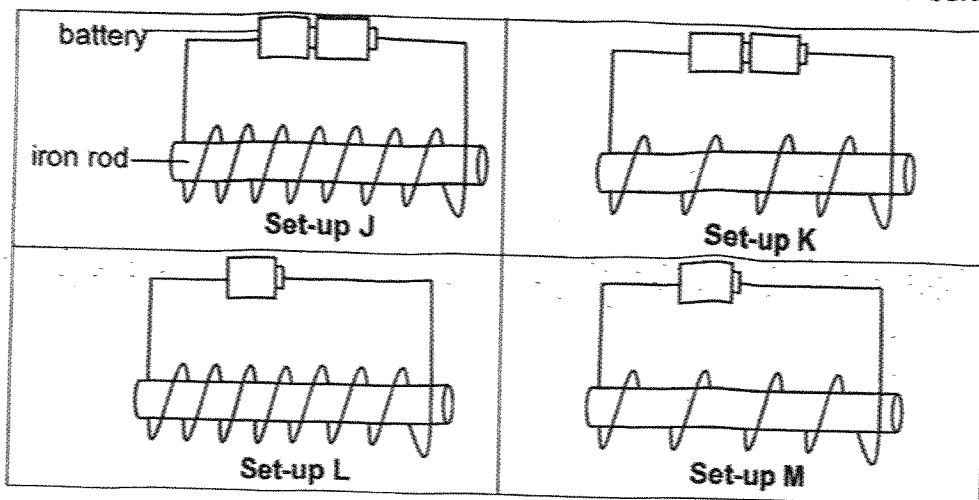 battery
iron rod
Set-up J
Set-up K
Set-up L
Set-up M